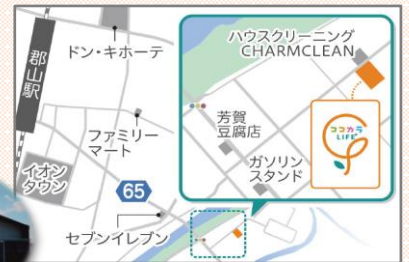 ドン・キホーテ
郡山駅
ファミリー
マート
イオン
タウン
65
セブンイレブン
ハウスクリーニング
CHARMCLEAN
芳賀
豆腐店
ガソリン
スタンド
ココカラ
LIFE